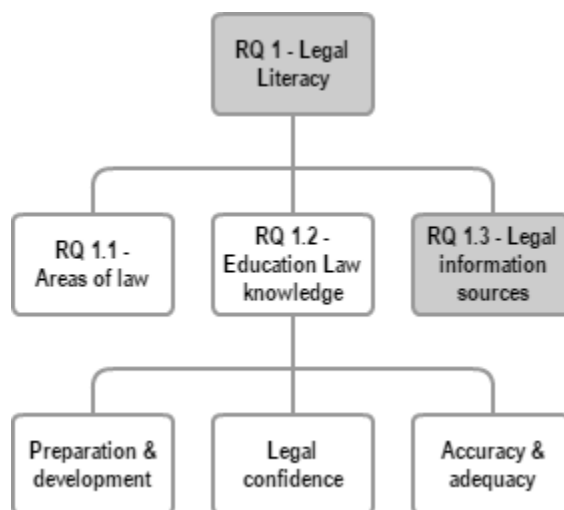 RQ 1 - Legal
Literacy
RQ 1.1 -
Areas of law
RQ 1.2 -
Education Law
knowledge
RQ 1.3 - Legal
information
sources
Preparation &
development
Legal
confidence
Accuracy &
adequacy